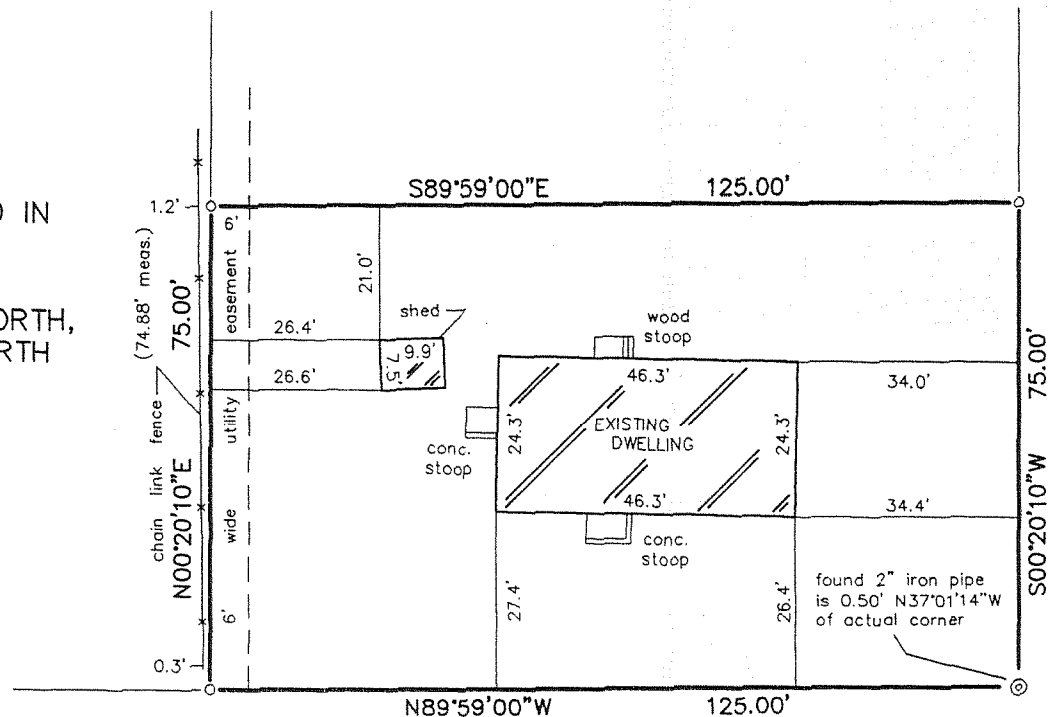 S89°59'00"E 125.00'
IN
1.2'
6'
ORTH,
RTH
chain link fence (74.88' meas.)
75.00'
N00°20'10"E
6' wide utility easement
21.0'
26.4'
shed
9.9'
7.5'
26.6'
wood
stoop
46.3'
34.0'
75.00'
S00°20'10"W
24.3'
EXISTING
DWELLING
24.3'
conc.
stoop
46.3'
34.4'
conc.
stoop
27.4'
26.4'
found 2" iron pipe
is 0.50' N37°01'14"W
of actual corner
0.3'
N89°59'00"W 125.00'